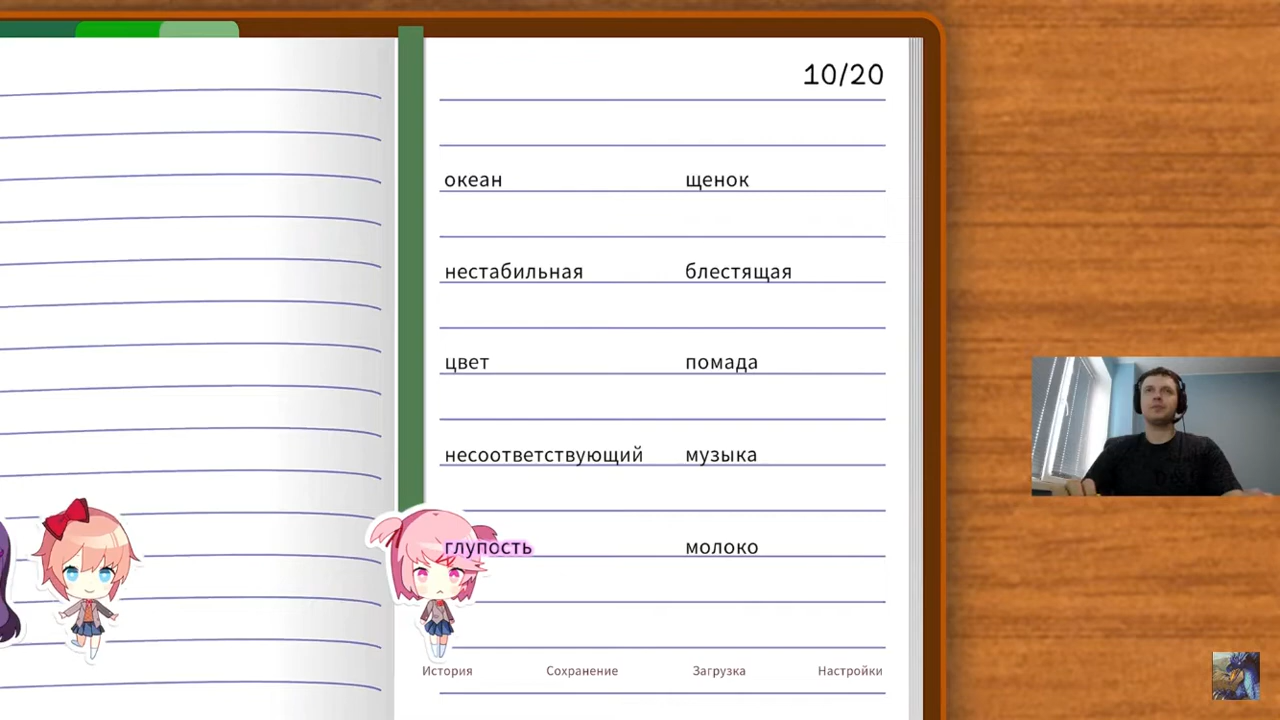 10/20
океан щенок
нестабильная блестящая
цвет помада
несоответствующий музыка
глупость молоко
История Сохранение Загрузка Настройки